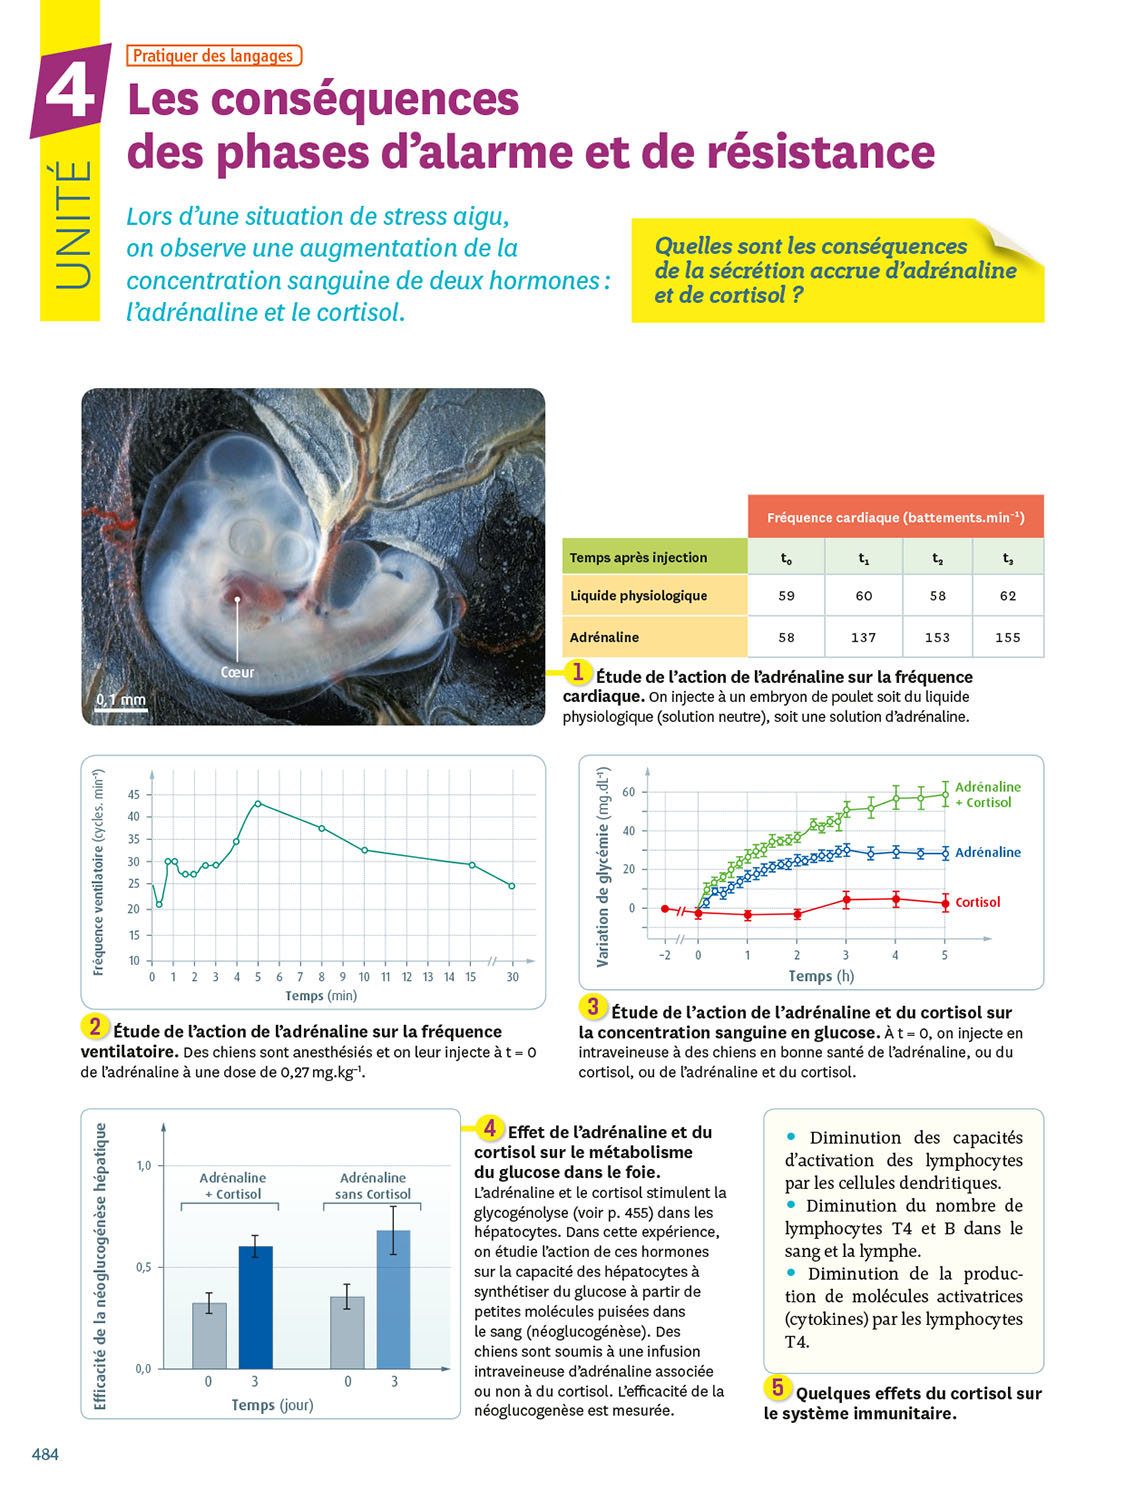 Pratiquer des langages
4
UNITÉ
Les conséquences
des phases d'alarme et de résistance
Lors d'une situation de stress aigu,
on observe une augmentation de la
concentration sanguine de deux hormones :
l'adrénaline et le cortisol.
Quelles sont les conséquences
de la sécrétion accrue d'adrénaline
et de cortisol ?
Cœur
0,1 mm
Fréquence cardiaque (battements.min⁻¹)
Temps après injection t₀ t₁ t₂ t₃
Liquide physiologique 59 60 58 62
Adrénaline 58 137 153 155
1 Étude de l'action de l'adrénaline sur la fréquence
cardiaque. On injecte à un embryon de poulet soit du liquide
physiologique (solution neutre), soit une solution d'adrénaline.
Fréquence ventilatoire (cycles. min⁻¹)
45
40
35
30
25
20
15
10
0 1 2 3 4 5 6 7 8 9 10 11 12 13 14 15 30
Temps (min)
2 Étude de l'action de l'adrénaline sur la fréquence
ventilatoire. Des chiens sont anesthésiés et on leur injecte à t = 0
de l'adrénaline à une dose de 0,27 mg.kg⁻¹.
Variation de glycémie (mg.dL⁻¹)
60
40
20
0
Adrénaline
+ Cortisol
Adrénaline
Cortisol
–2 0 1 2 3 4 5
Temps (h)
3 Étude de l'action de l'adrénaline et du cortisol sur
la concentration sanguine en glucose. À t = 0, on injecte en
intraveineuse à des chiens en bonne santé de l'adrénaline, ou du
cortisol, ou de l'adrénaline et du cortisol.
Efficacité de la néoglucogénèse hépatique
1,0
0,5
0,0
Adrénaline
+ Cortisol
Adrénaline
sans Cortisol
0 3 0 3
Temps (jour)
4 Effet de l'adrénaline et du
cortisol sur le métabolisme
du glucose dans le foie.
L'adrénaline et le cortisol stimulent la
glycogénolyse (voir p. 455) dans les
hépatocytes. Dans cette expérience,
on étudie l'action de ces hormones
sur la capacité des hépatocytes à
synthétiser du glucose à partir de
petites molécules puisées dans
le sang (néoglucogénèse). Des
chiens sont soumis à une infusion
intraveineuse d'adrénaline associée
ou non à du cortisol. L'efficacité de la
néoglucogenèse est mesurée.
• Diminution des capacités
d'activation des lymphocytes
par les cellules dendritiques.
• Diminution du nombre de
lymphocytes T4 et B dans le
sang et la lymphe.
• Diminution de la produc-
tion de molécules activatrices
(cytokines) par les lymphocytes
T4.
5 Quelques effets du cortisol sur
le système immunitaire.
484